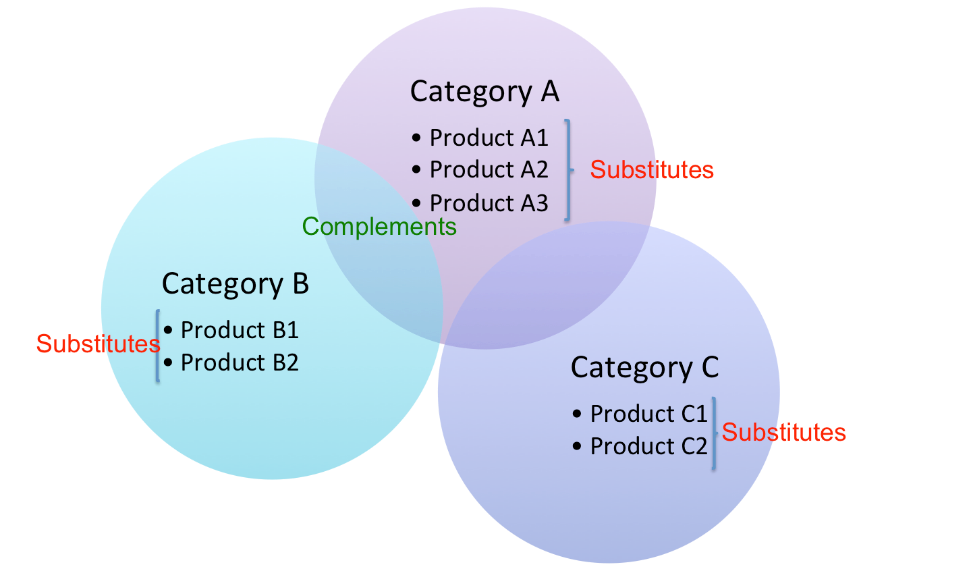 Category A
• Product A1
• Product A2
• Product A3
Substitutes
Complements
Category B
• Product B1
• Product B2
Substitutes
Category C
• Product C1
• Product C2
Substitutes